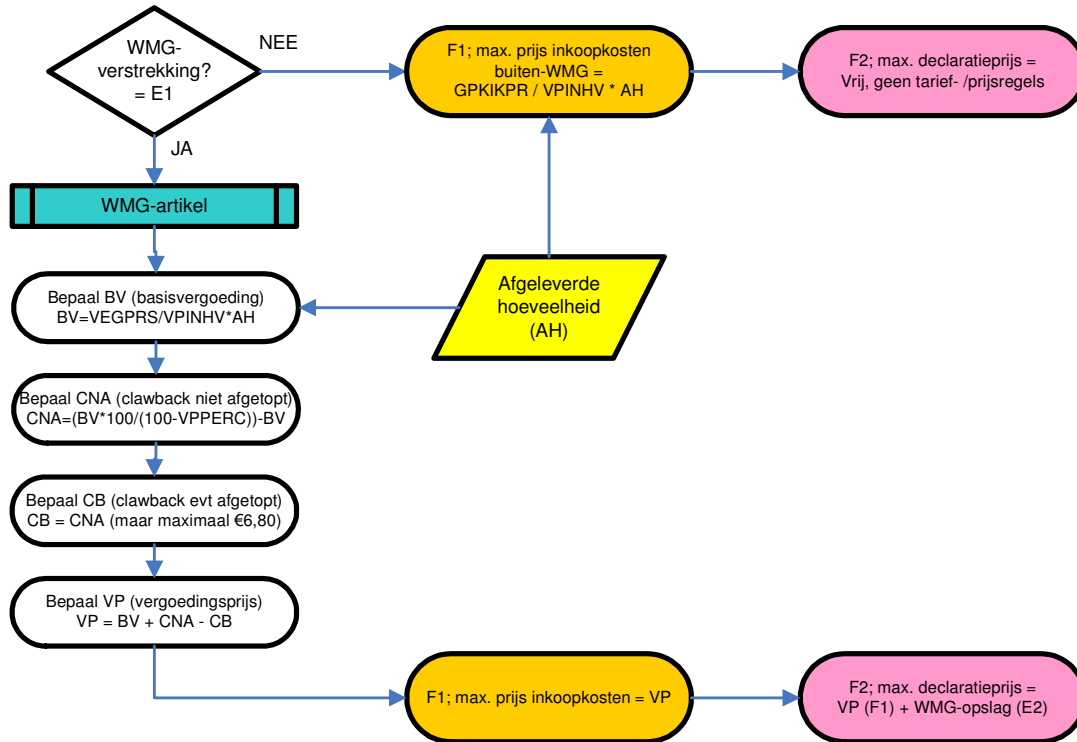 WMG-
verstrekking?
= E1
NEE
F1; max. prijs inkoopkosten
buiten-WMG =
GPKIKPR / VPINHV * AH
F2; max. declaratieprijs =
Vrij, geen tarief- /prijsregels
JA
WMG-artikel
Afgeleverde
hoeveelheid
(AH)
Bepaal BV (basisvergoeding)
BV=VEGPRS/VPINHV*AH
Bepaal CNA (clawback niet afgetopt)
CNA=(BV*100/(100-VPPERC))-BV
Bepaal CB (clawback evt afgetopt)
CB = CNA (maar maximaal €6,80)
Bepaal VP (vergoedingsprijs)
VP = BV + CNA - CB
F1; max. prijs inkoopkosten = VP
F2; max. declaratieprijs =
VP (F1) + WMG-opslag (E2)